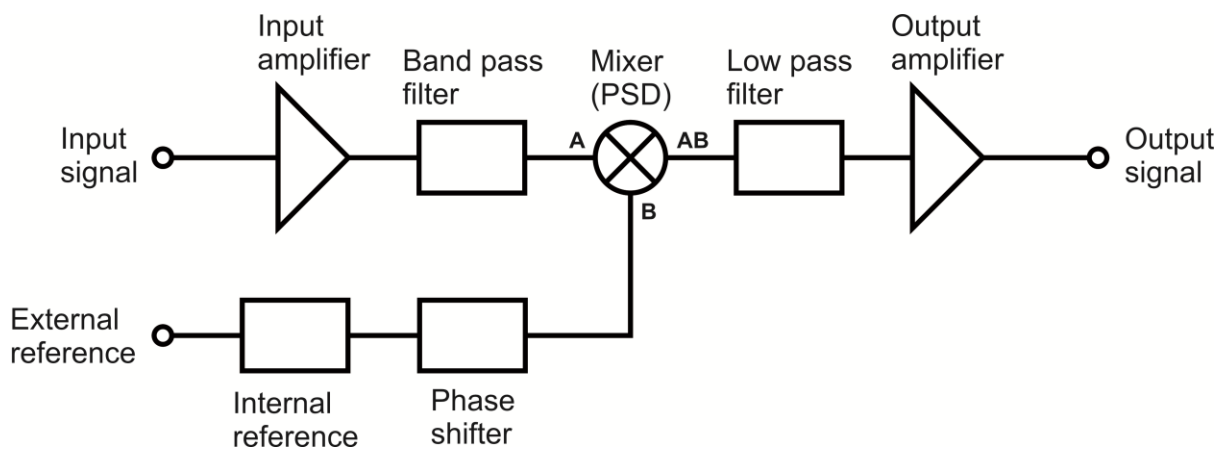 Input
amplifier
Band pass
filter
Mixer
(PSD)
Low pass
filter
Output
amplifier
Input
signal
A
AB
B
Output
signal
External
reference
Internal
reference
Phase
shifter